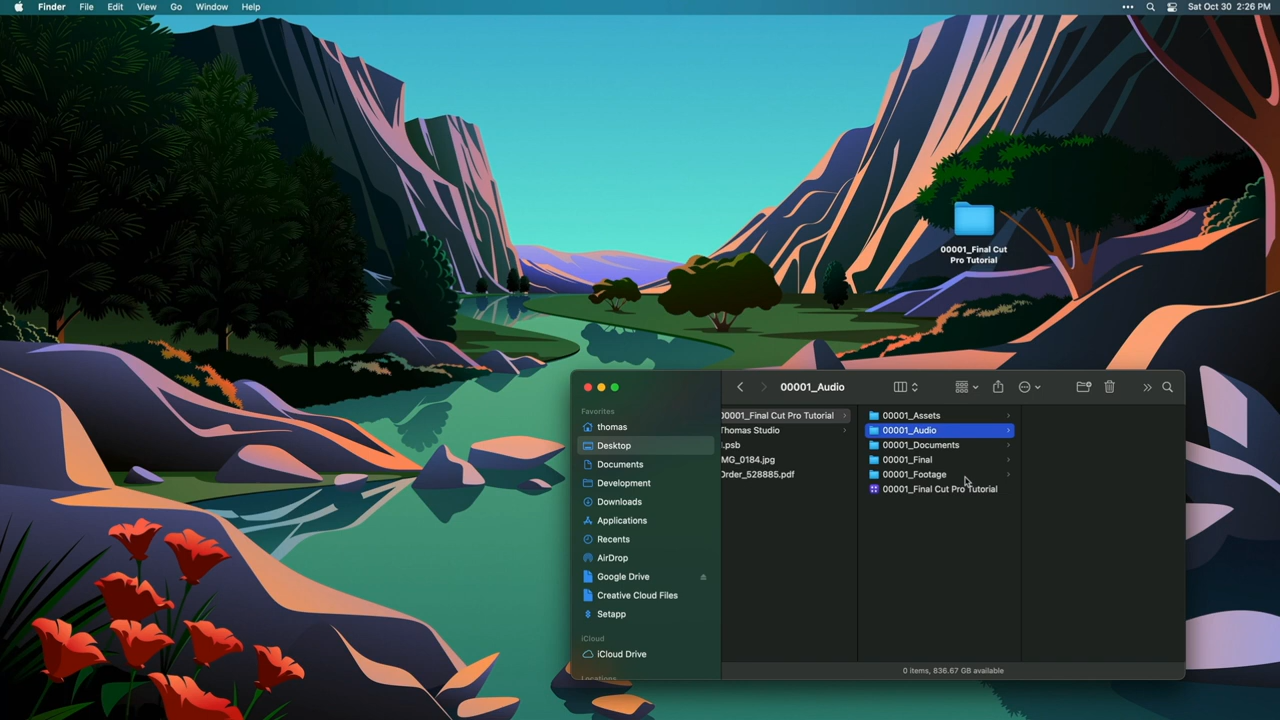 Finder File Edit View Go Window Help
Sat Oct 30 2:26 PM
00001_Final Cut
Pro Tutorial
00001_Audio
Favorites
thomas
Desktop
Documents
Development
Downloads
Applications
Recents
AirDrop
Google Drive
Creative Cloud Files
Setapp
iCloud
iCloud Drive
Locations
00001_Final Cut Pro Tutorial
Thomas Studio
.psb
MG_0184.jpg
Order_528885.pdf
00001_Assets
00001_Audio
00001_Documents
00001_Final
00001_Footage
00001_Final Cut Pro Tutorial
0 items, 836.67 GB available